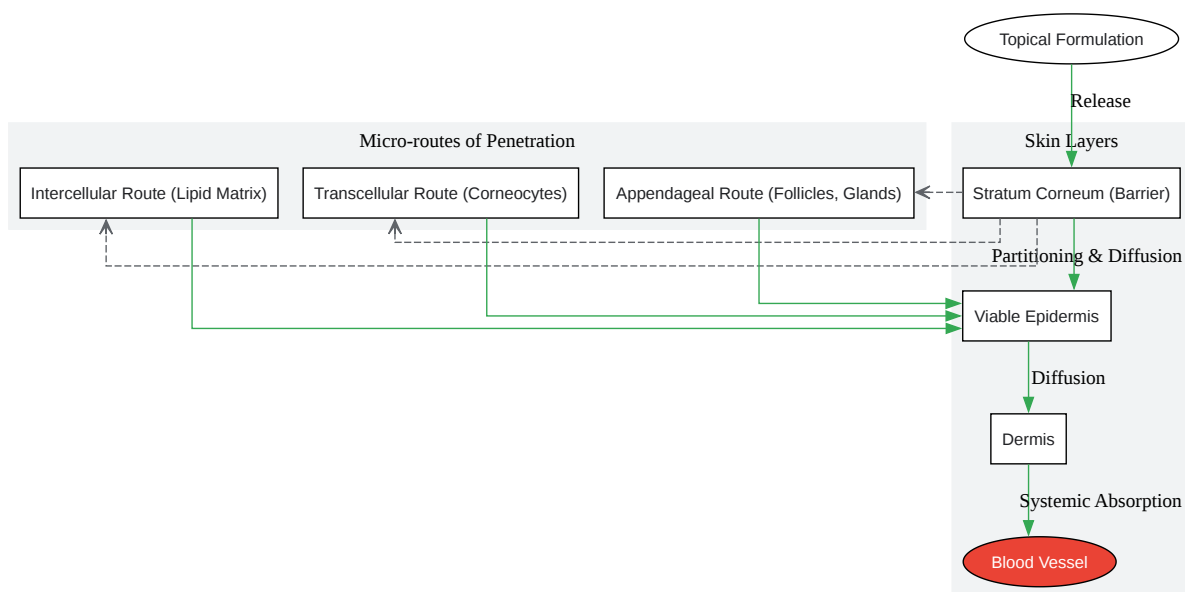 Topical Formulation
Release
Micro-routes of Penetration
Skin Layers
Intercellular Route (Lipid Matrix)
Transcellular Route (Corneocytes)
Appendageal Route (Follicles, Glands)
Stratum Corneum (Barrier)
Partitioning & Diffusion
Viable Epidermis
Diffusion
Dermis
Systemic Absorption
Blood Vessel